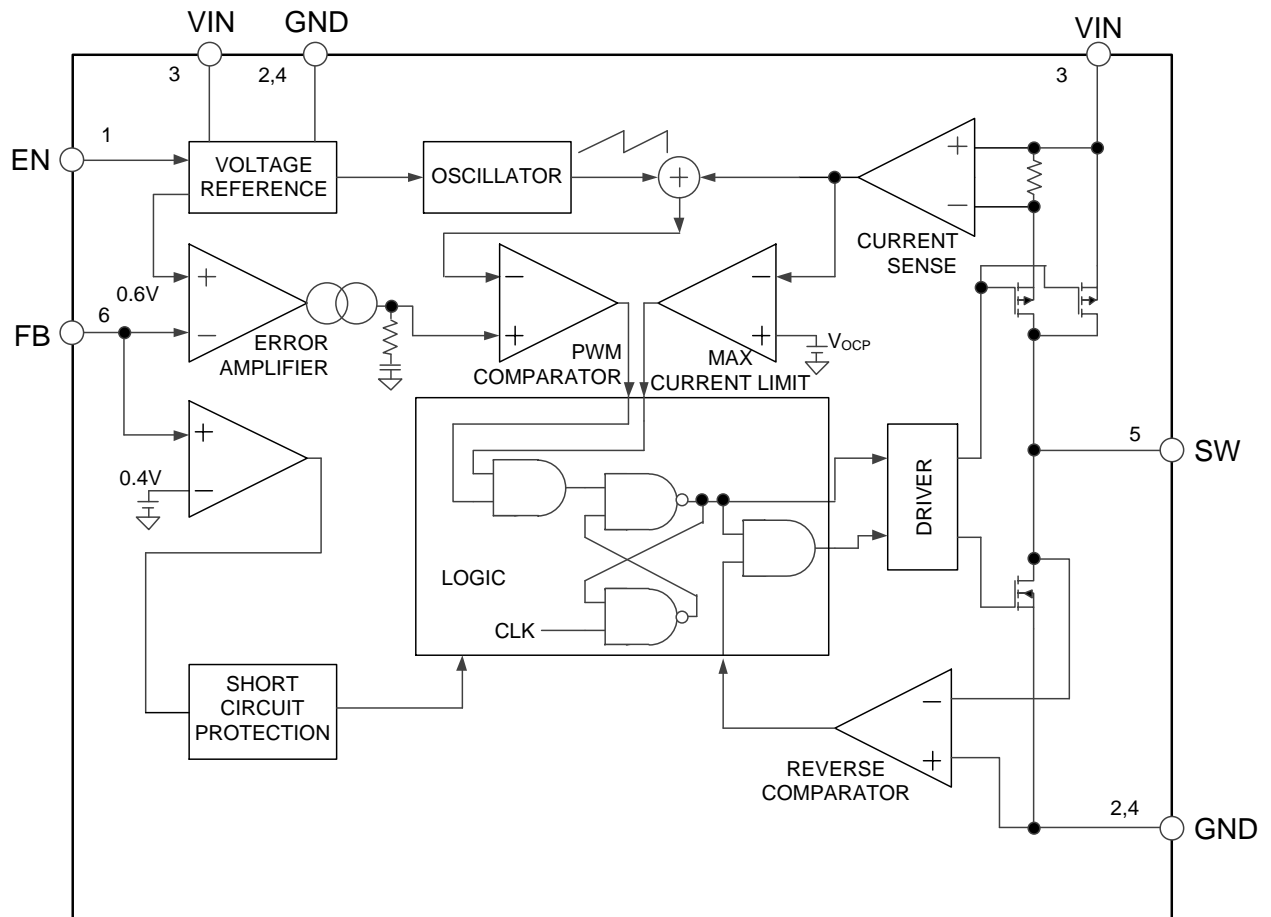 VIN
GND
VIN
3
2,4
3
1
EN
VOLTAGE
REFERENCE
OSCILLATOR
+
+
−
CURRENT
SENSE
+
0.6V
6
FB
−
ERROR
AMPLIFIER
−
+
PWM
COMPARATOR
−
+
MAX
CURRENT LIMIT
VOCP
+
0.4V
−
5
SW
DRIVER
LOGIC
CLK
SHORT
CIRCUIT
PROTECTION
−
+
REVERSE
COMPARATOR
2,4
GND